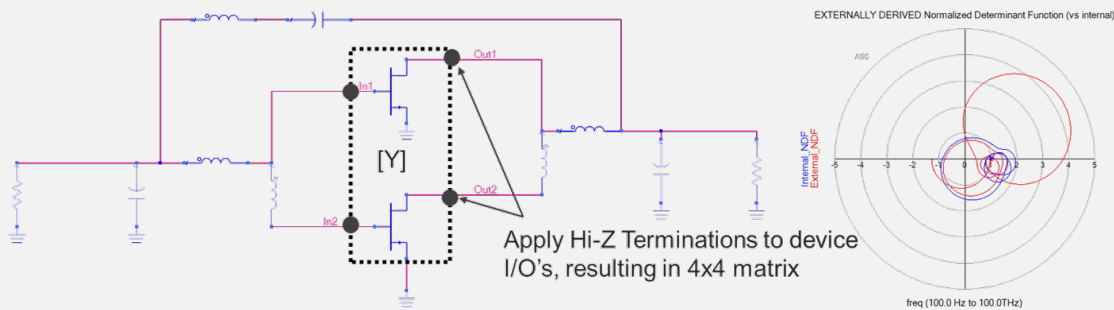 EXTERNALLY DERIVED Normalized Determinant Function (vs internal)
Out1
In1
[Y]
Out2
In2
Apply Hi-Z Terminations to device
I/O's, resulting in 4x4 matrix
ABS
Internal_NDF
External_NDF
-5 -4 -3 -2 -1 0 1 2 3 4 5
freq (100.0 Hz to 100.0THz)